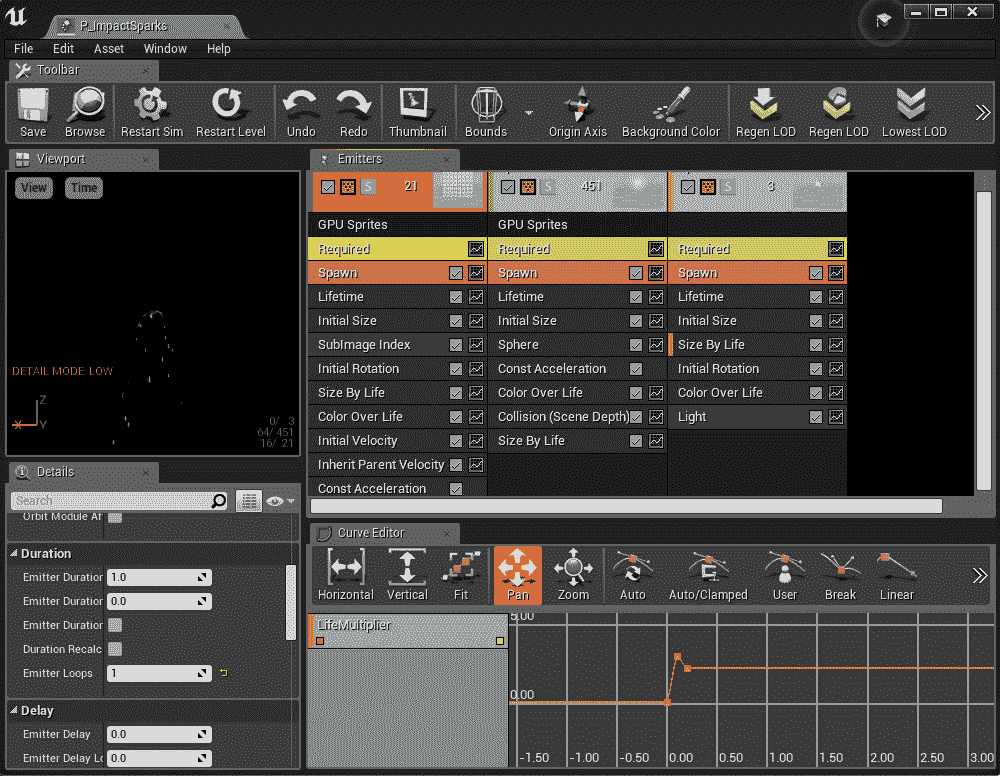 P_ImpactSparks
File Edit Asset Window Help
Toolbar
Save Browse Restart Sim Restart Level Undo Redo Thumbnail Bounds Origin Axis Background Color Regen LOD Regen LOD Lowest LOD
Viewport
View Time
DETAIL MODE: LOW
Z
X Y
0/ 3
64/ 451
16/ 21
Emitters
S 21 S 451 S 3
GPU Sprites GPU Sprites
Required Required Required
Spawn Spawn Spawn
Lifetime Lifetime Lifetime
Initial Size Initial Size Initial Size
SubImage Index Sphere Size By Life
Initial Rotation Const Acceleration Initial Rotation
Size By Life Color Over Life Color Over Life
Color Over Life Collision (Scene Depth) Light
Initial Velocity Size By Life
Inherit Parent Velocity
Const Acceleration
Details
Search
Orbit Module Af
Duration
Emitter Duration 1.0
Emitter Duration 0.0
Emitter Duration
Duration Recalc
Emitter Loops 1
Delay
Emitter Delay 0.0
Emitter Delay Lo 0.0
Curve Editor
Horizontal Vertical Fit Pan Zoom Auto Auto/Clamped User Break Linear
LifeMultiplier
5.00
0.00
-1.50 -1.00 -0.50 0.00 0.50 1.00 1.50 2.00 2.50 3.00